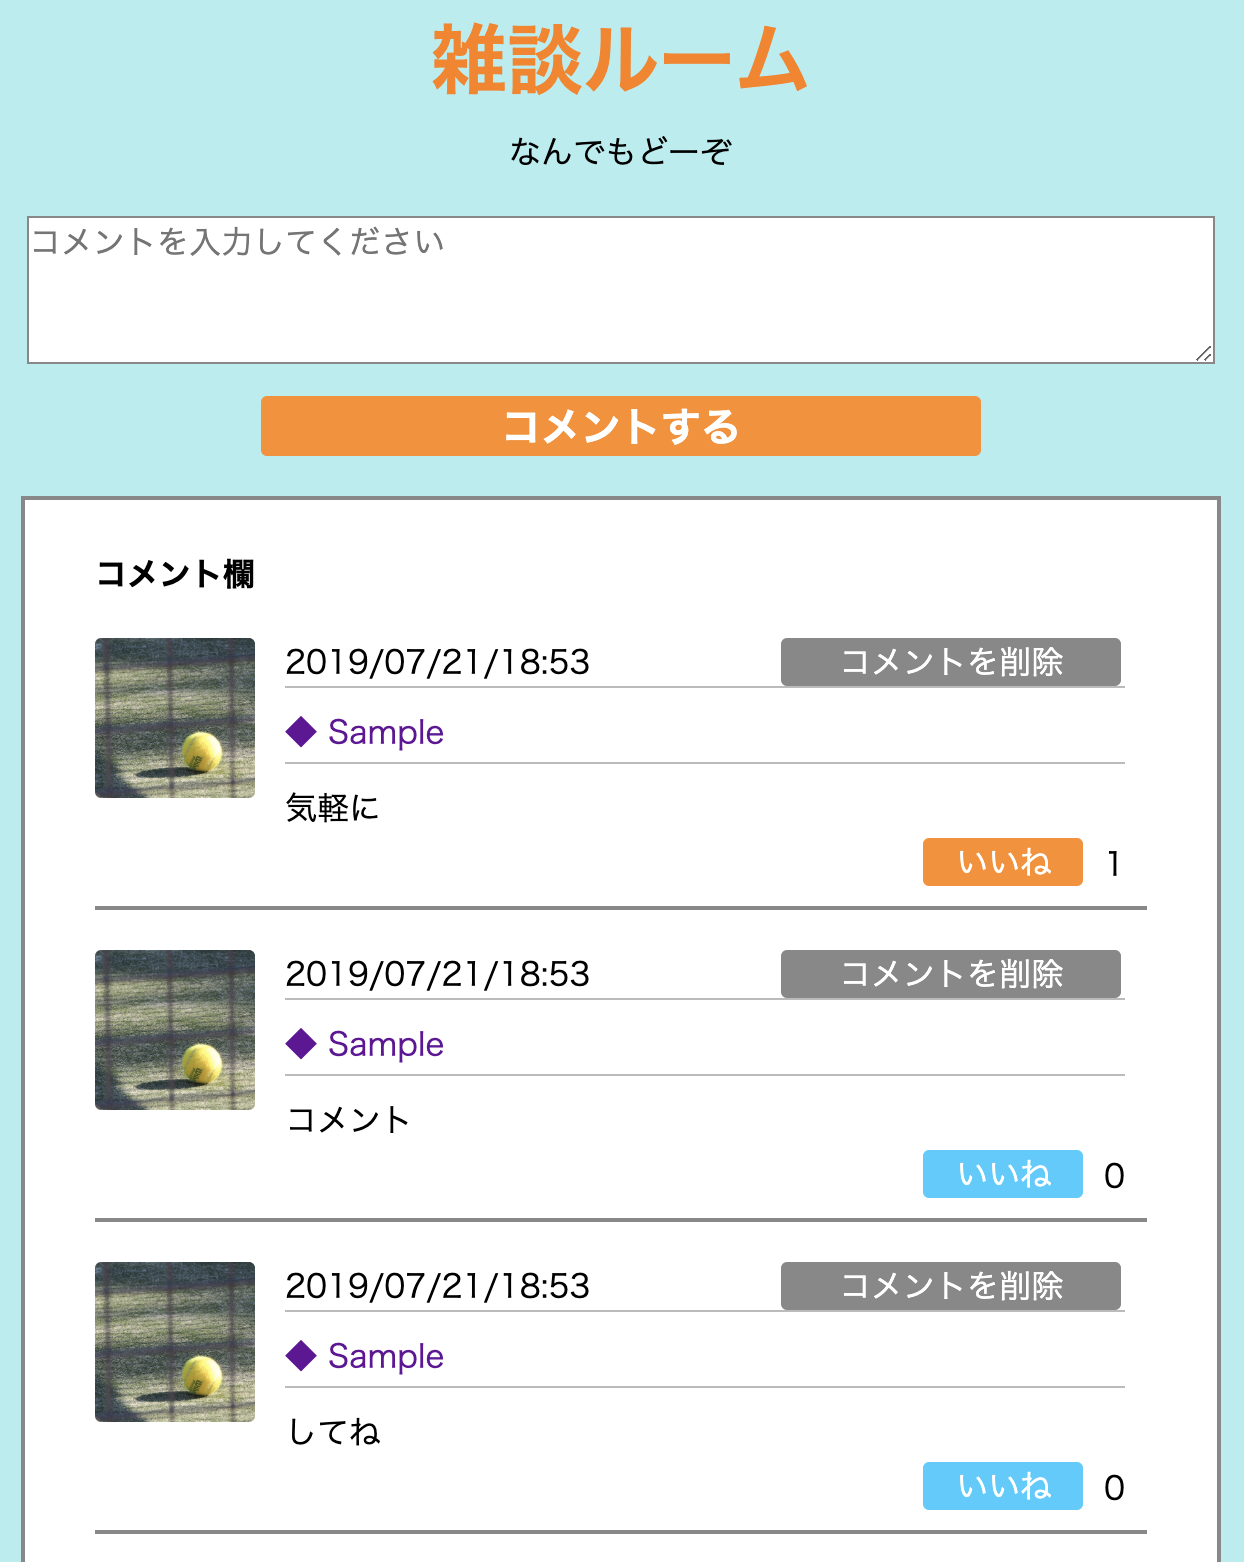 雑談ルーム
なんでもどーぞ
コメントを入力してください
コメントする
コメント欄
2019/07/21/18:53 コメントを削除
◆ Sample
気軽に
いいね 1
2019/07/21/18:53 コメントを削除
◆ Sample
コメント
いいね 0
2019/07/21/18:53 コメントを削除
◆ Sample
してね
いいね 0